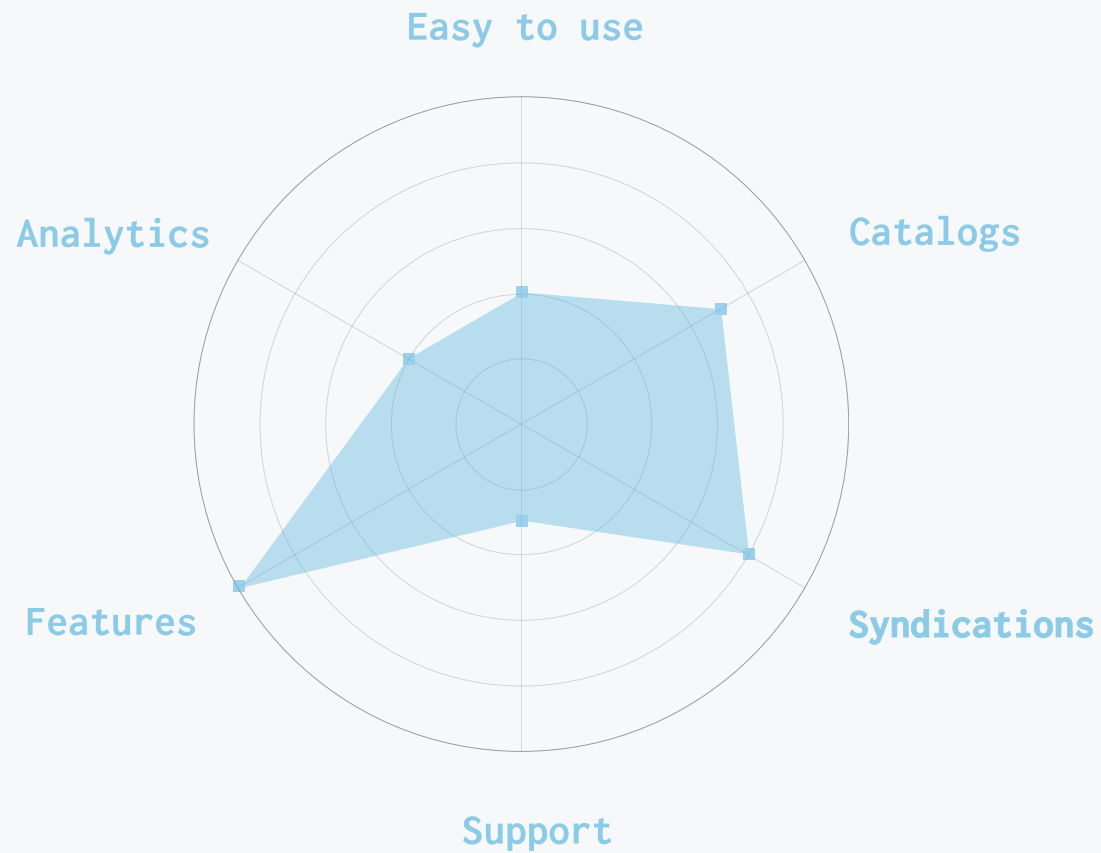 Easy to use
Analytics
Catalogs
Features
Syndications
Support